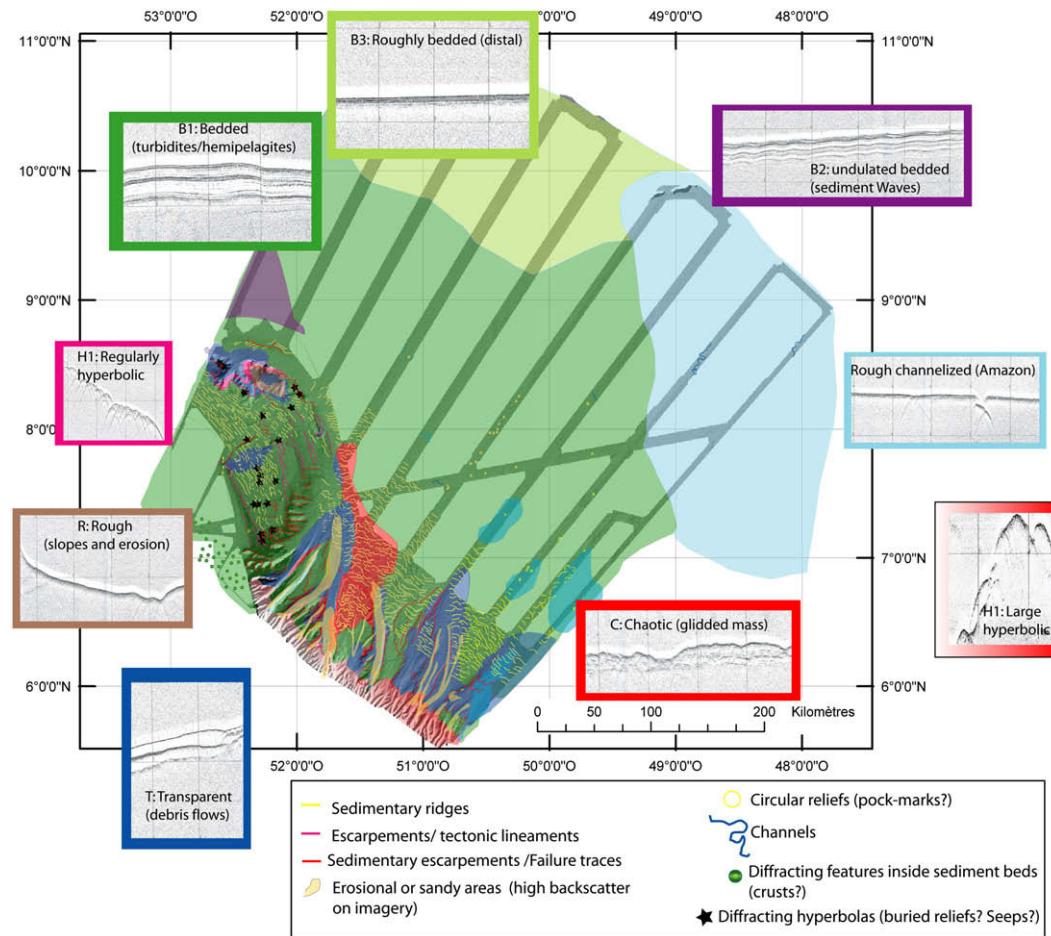 53°0'0"O
52°0'0"O
49°0'0"O
48°0'0"O
11°0'0"N
11°0'0"N
B3: Roughly bedded (distal)
B1: Bedded
(turbidites/hemipelagites)
10°0'0"N
10°0'0"N
B2: undulated bedded
(sediment Waves)
9°0'0"N
9°0'0"N
H1: Regularly
hyperbolic
Rough channelized (Amazon)
8°0'0"N
8°0'0"N
R: Rough
(slopes and erosion)
7°0'0"N
7°0'0"N
H1: Large
hyperbolic
C: Chaotic (glidded mass)
6°0'0"N
6°0'0"N
0 50 100 200 Kilomètres
T: Transparent
(debris flows)
52°0'0"O
51°0'0"O
50°0'0"O
49°0'0"O
48°0'0"O
Sedimentary ridges
Escarpements/ tectonic lineaments
Sedimentary escarpements /Failure traces
Erosional or sandy areas (high backscatter
on imagery)
Circular reliefs (pock-marks?)
Channels
Diffracting features inside sediment beds
(crusts?)
Diffracting hyperbolas (buried reliefs? Seeps?)